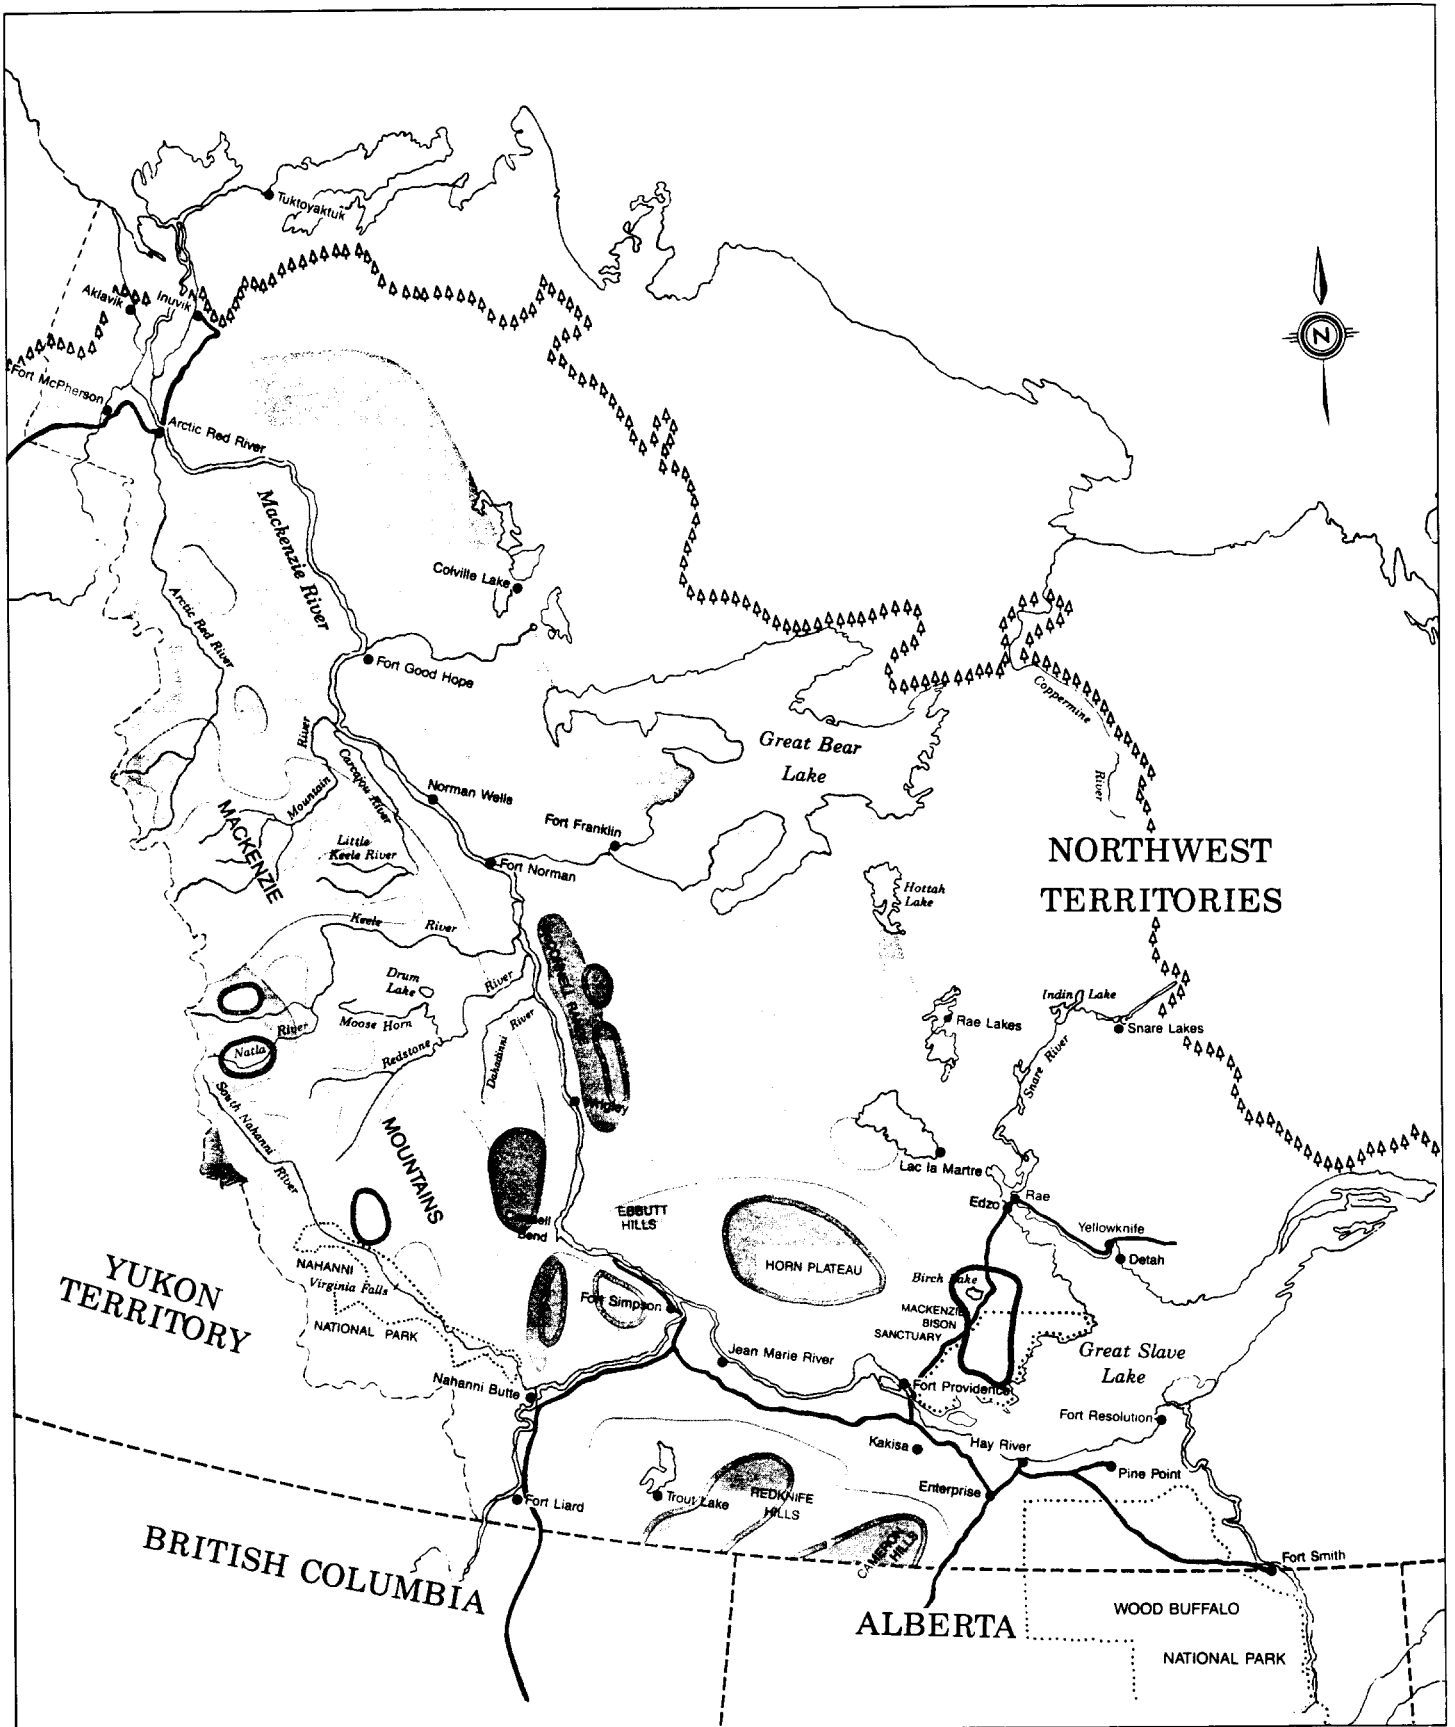 Tuktoyaktuk
Aklavik
Inuvik
Fort McPherson
Arctic Red River
N
Mackenzie River
Colville Lake
Arctic Red River
Fort Good Hope
Coppermine
River
Great Bear
Lake
River
Carcajou River
Mountain
Norman Wells
MACKENZIE
Fort Franklin
Little
Keele River
Fort Norman
NORTHWEST
TERRITORIES
Hottah
Lake
Keele River
Drum
Lake
River
Moose Horn
River
Redstone
Dahadinni River
Natla
Indin Lake
Rae Lakes
Snare Lakes
Snare River
South Nahanni
River
Wrigley
MOUNTAINS
Lac la Martre
Rae
Edzo
Bend
EBBUTT
HILLS
Yellowknife
Detah
HORN PLATEAU
Birch Lake
YUKON
TERRITORY
NAHANNI
Virginia Falls
NATIONAL PARK
Fort Simpson
MACKENZIE
BISON
SANCTUARY
Great Slave
Lake
Jean Marie River
Nahanni Butte
Fort Providence
Fort Resolution
Kakisa
Hay River
Pine Point
Enterprise
Fort Liard
Trout Lake
REDKNIFE
HILLS
CAMERON
HILLS
Fort Smith
BRITISH COLUMBIA
ALBERTA
WOOD BUFFALO
NATIONAL PARK